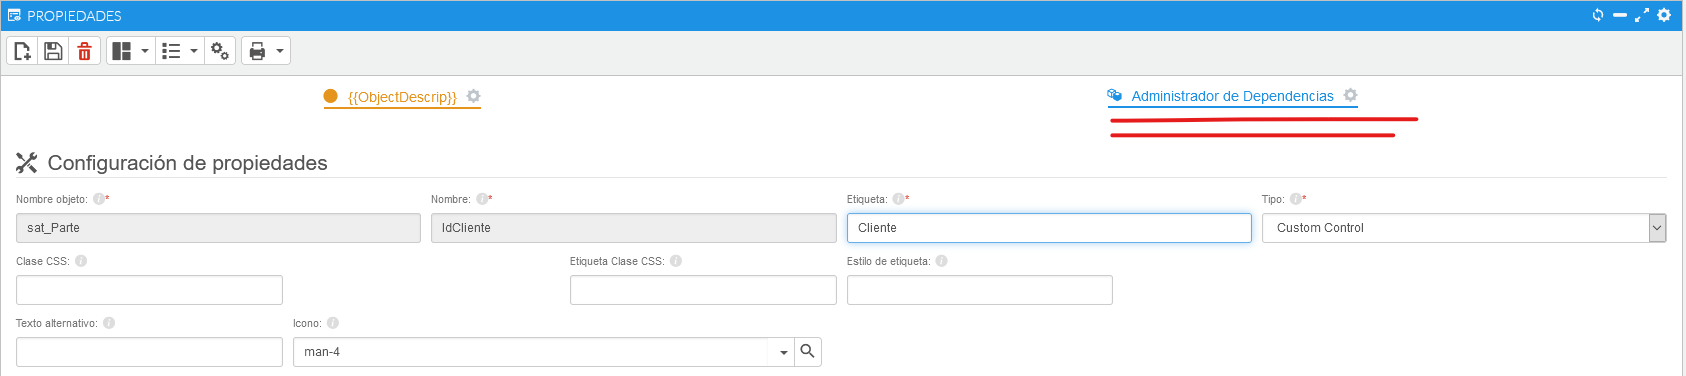 PROPIEDADES
{{ObjectDescrip}}
Administrador de Dependencias
Configuración de propiedades
Nombre objeto: *
Nombre: *
Etiqueta: *
Tipo: *
sat_Parte
IdCliente
Cliente
Custom Control
Clase CSS:
Etiqueta Clase CSS:
Estilo de etiqueta:
Texto alternativo:
Icono:
man-4